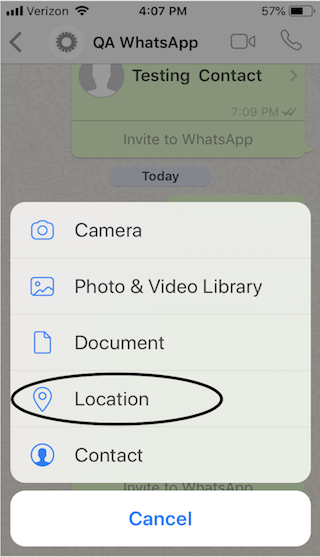 Verizon 4:07 PM 57%
QA WhatsApp
Testing Contact
7:09 PM
Invite to WhatsApp
Today
Camera
Photo & Video Library
Document
Location
Contact
Invite to WhatsApp
Cancel